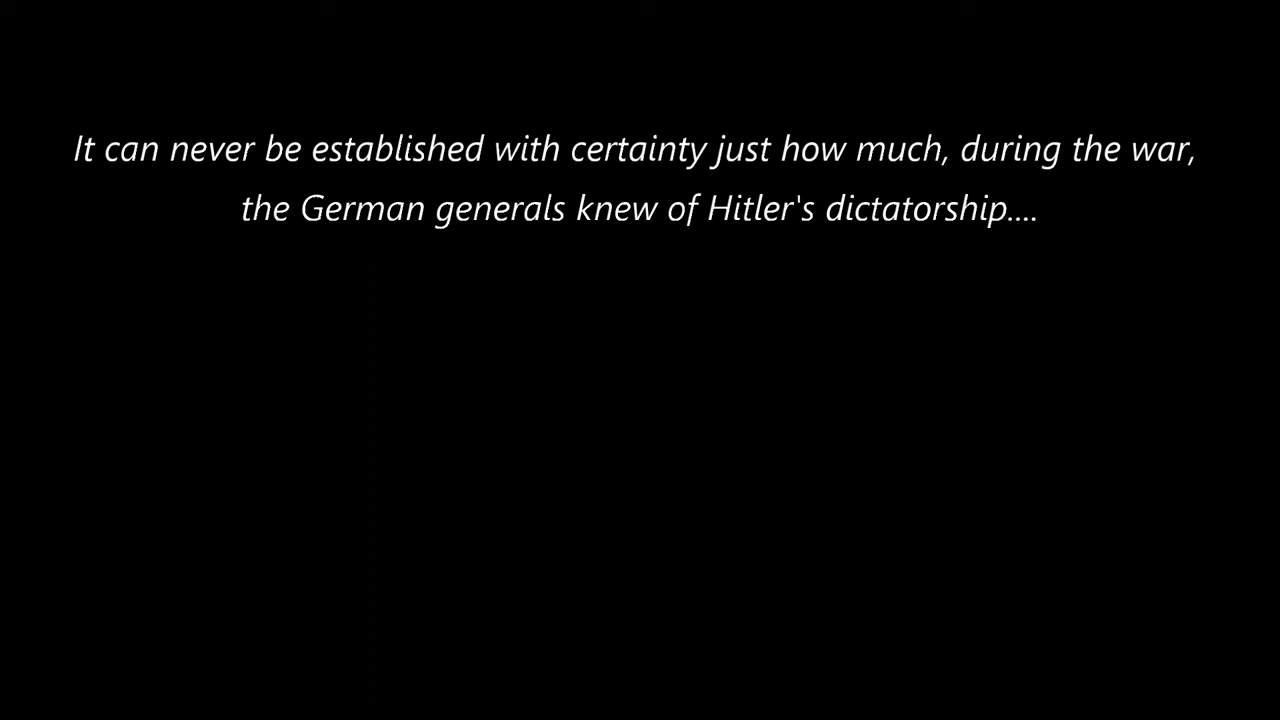 It can never be established with certainty just how much, during the war,
the German generals knew of Hitler's dictatorship....